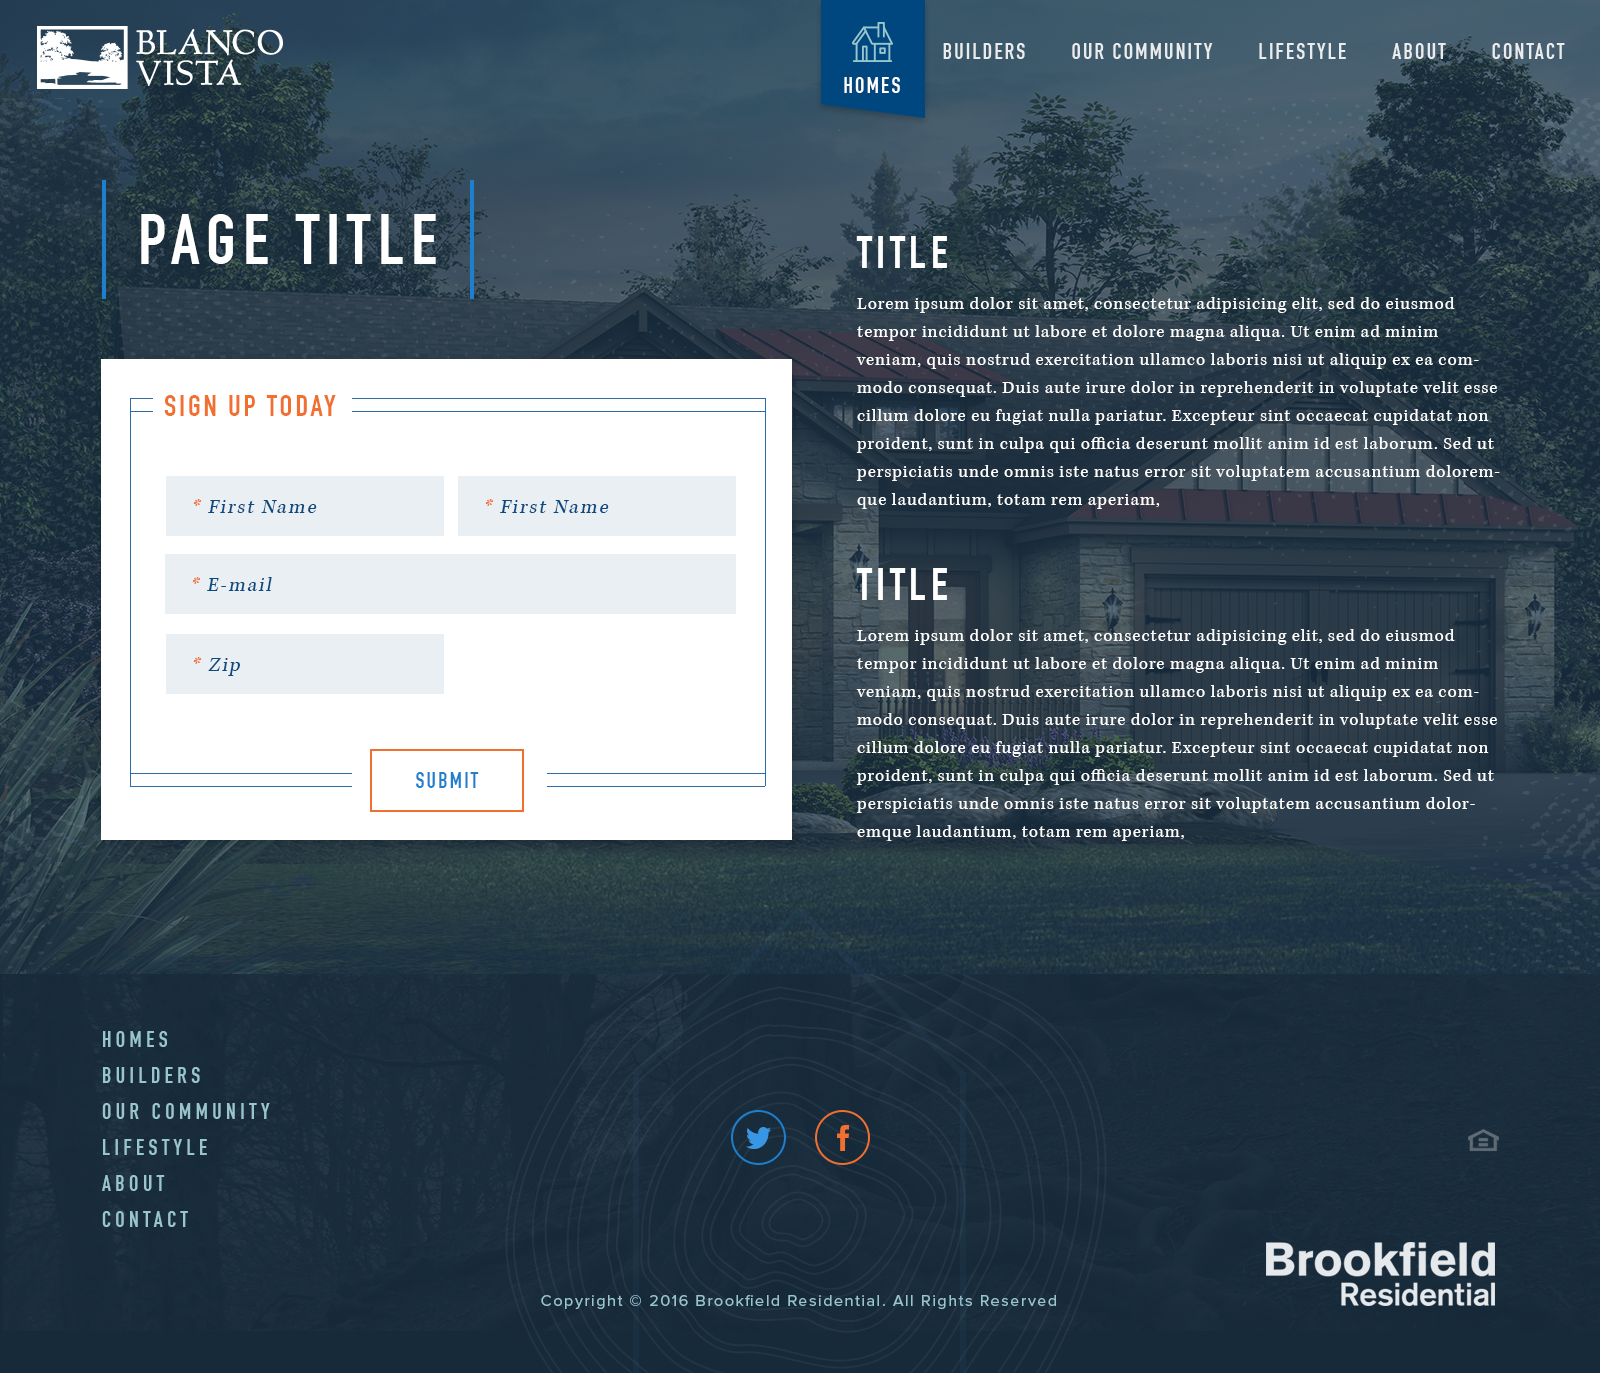 BLANCO
VISTA
HOMES
BUILDERS
OUR COMMUNITY
LIFESTYLE
ABOUT
CONTACT
PAGE TITLE
SIGN UP TODAY
* First Name
* First Name
* E-mail
* Zip
SUBMIT
TITLE
Lorem ipsum dolor sit amet, consectetur adipisicing elit, sed do eiusmod
tempor incididunt ut labore et dolore magna aliqua. Ut enim ad minim
veniam, quis nostrud exercitation ullamco laboris nisi ut aliquip ex ea com-
modo consequat. Duis aute irure dolor in reprehenderit in voluptate velit esse
cillum dolore eu fugiat nulla pariatur. Excepteur sint occaecat cupidatat non
proident, sunt in culpa qui officia deserunt mollit anim id est laborum. Sed ut
perspiciatis unde omnis iste natus error sit voluptatem accusantium dolorem-
que laudantium, totam rem aperiam,
TITLE
Lorem ipsum dolor sit amet, consectetur adipisicing elit, sed do eiusmod
tempor incididunt ut labore et dolore magna aliqua. Ut enim ad minim
veniam, quis nostrud exercitation ullamco laboris nisi ut aliquip ex ea com-
modo consequat. Duis aute irure dolor in reprehenderit in voluptate velit esse
cillum dolore eu fugiat nulla pariatur. Excepteur sint occaecat cupidatat non
proident, sunt in culpa qui officia deserunt mollit anim id est laborum. Sed ut
perspiciatis unde omnis iste natus error sit voluptatem accusantium dolor-
emque laudantium, totam rem aperiam,
HOMES
BUILDERS
OUR COMMUNITY
LIFESTYLE
ABOUT
CONTACT
Copyright © 2016 Brookfield Residential. All Rights Reserved
Brookfield
Residential